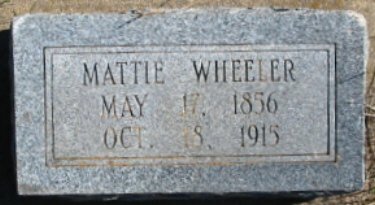 MATTIE WHEELER
MAY 17, 1856
OCT. 18, 1915